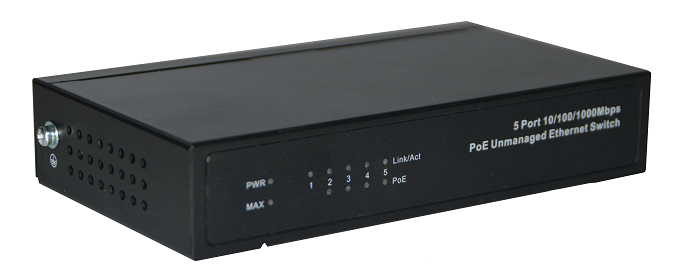 5 Port 10/100/1000Mbps
PoE Unmanaged Ethernet Switch
Link/Act
PWR 1 2 3 4 5
PoE
MAX